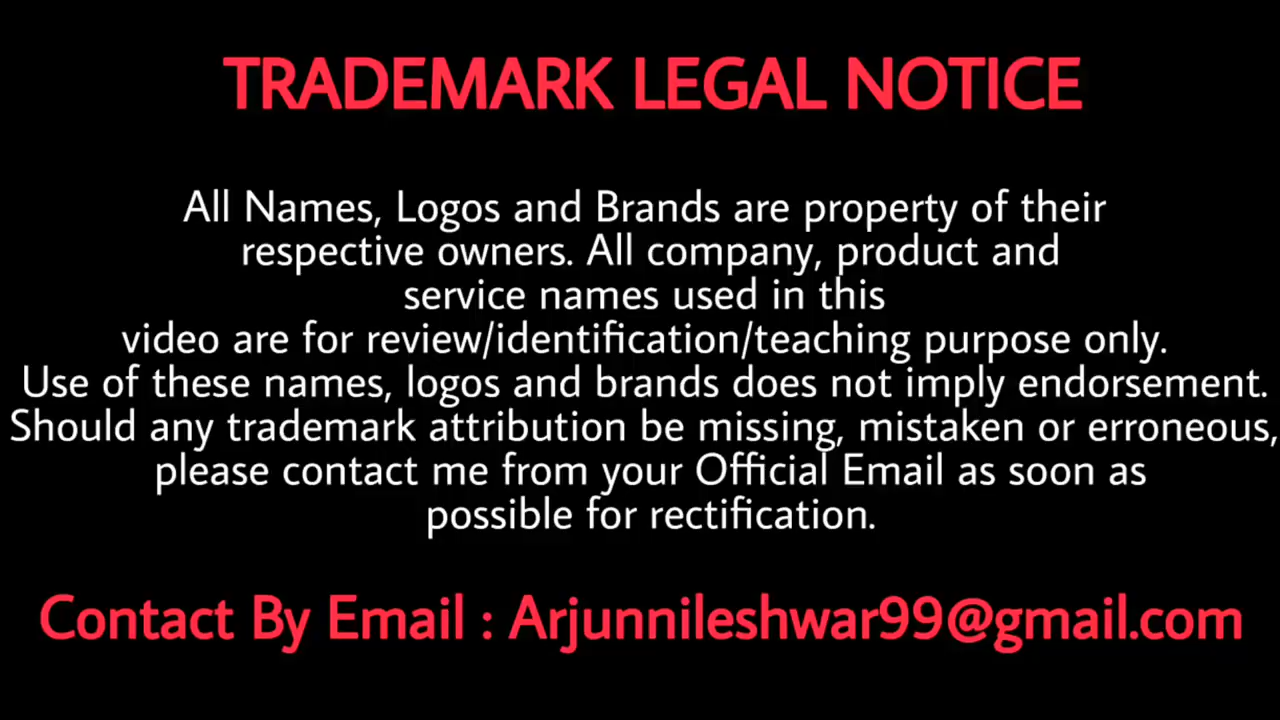 TRADEMARK LEGAL NOTICE
All Names, Logos and Brands are property of their
respective owners. All company, product and
service names used in this
video are for review/identification/teaching purpose only.
Use of these names, logos and brands does not imply endorsement.
Should any trademark attribution be missing, mistaken or erroneous,
please contact me from your Official Email as soon as
possible for rectification.
Contact By Email : Arjunnileshwar99@gmail.com